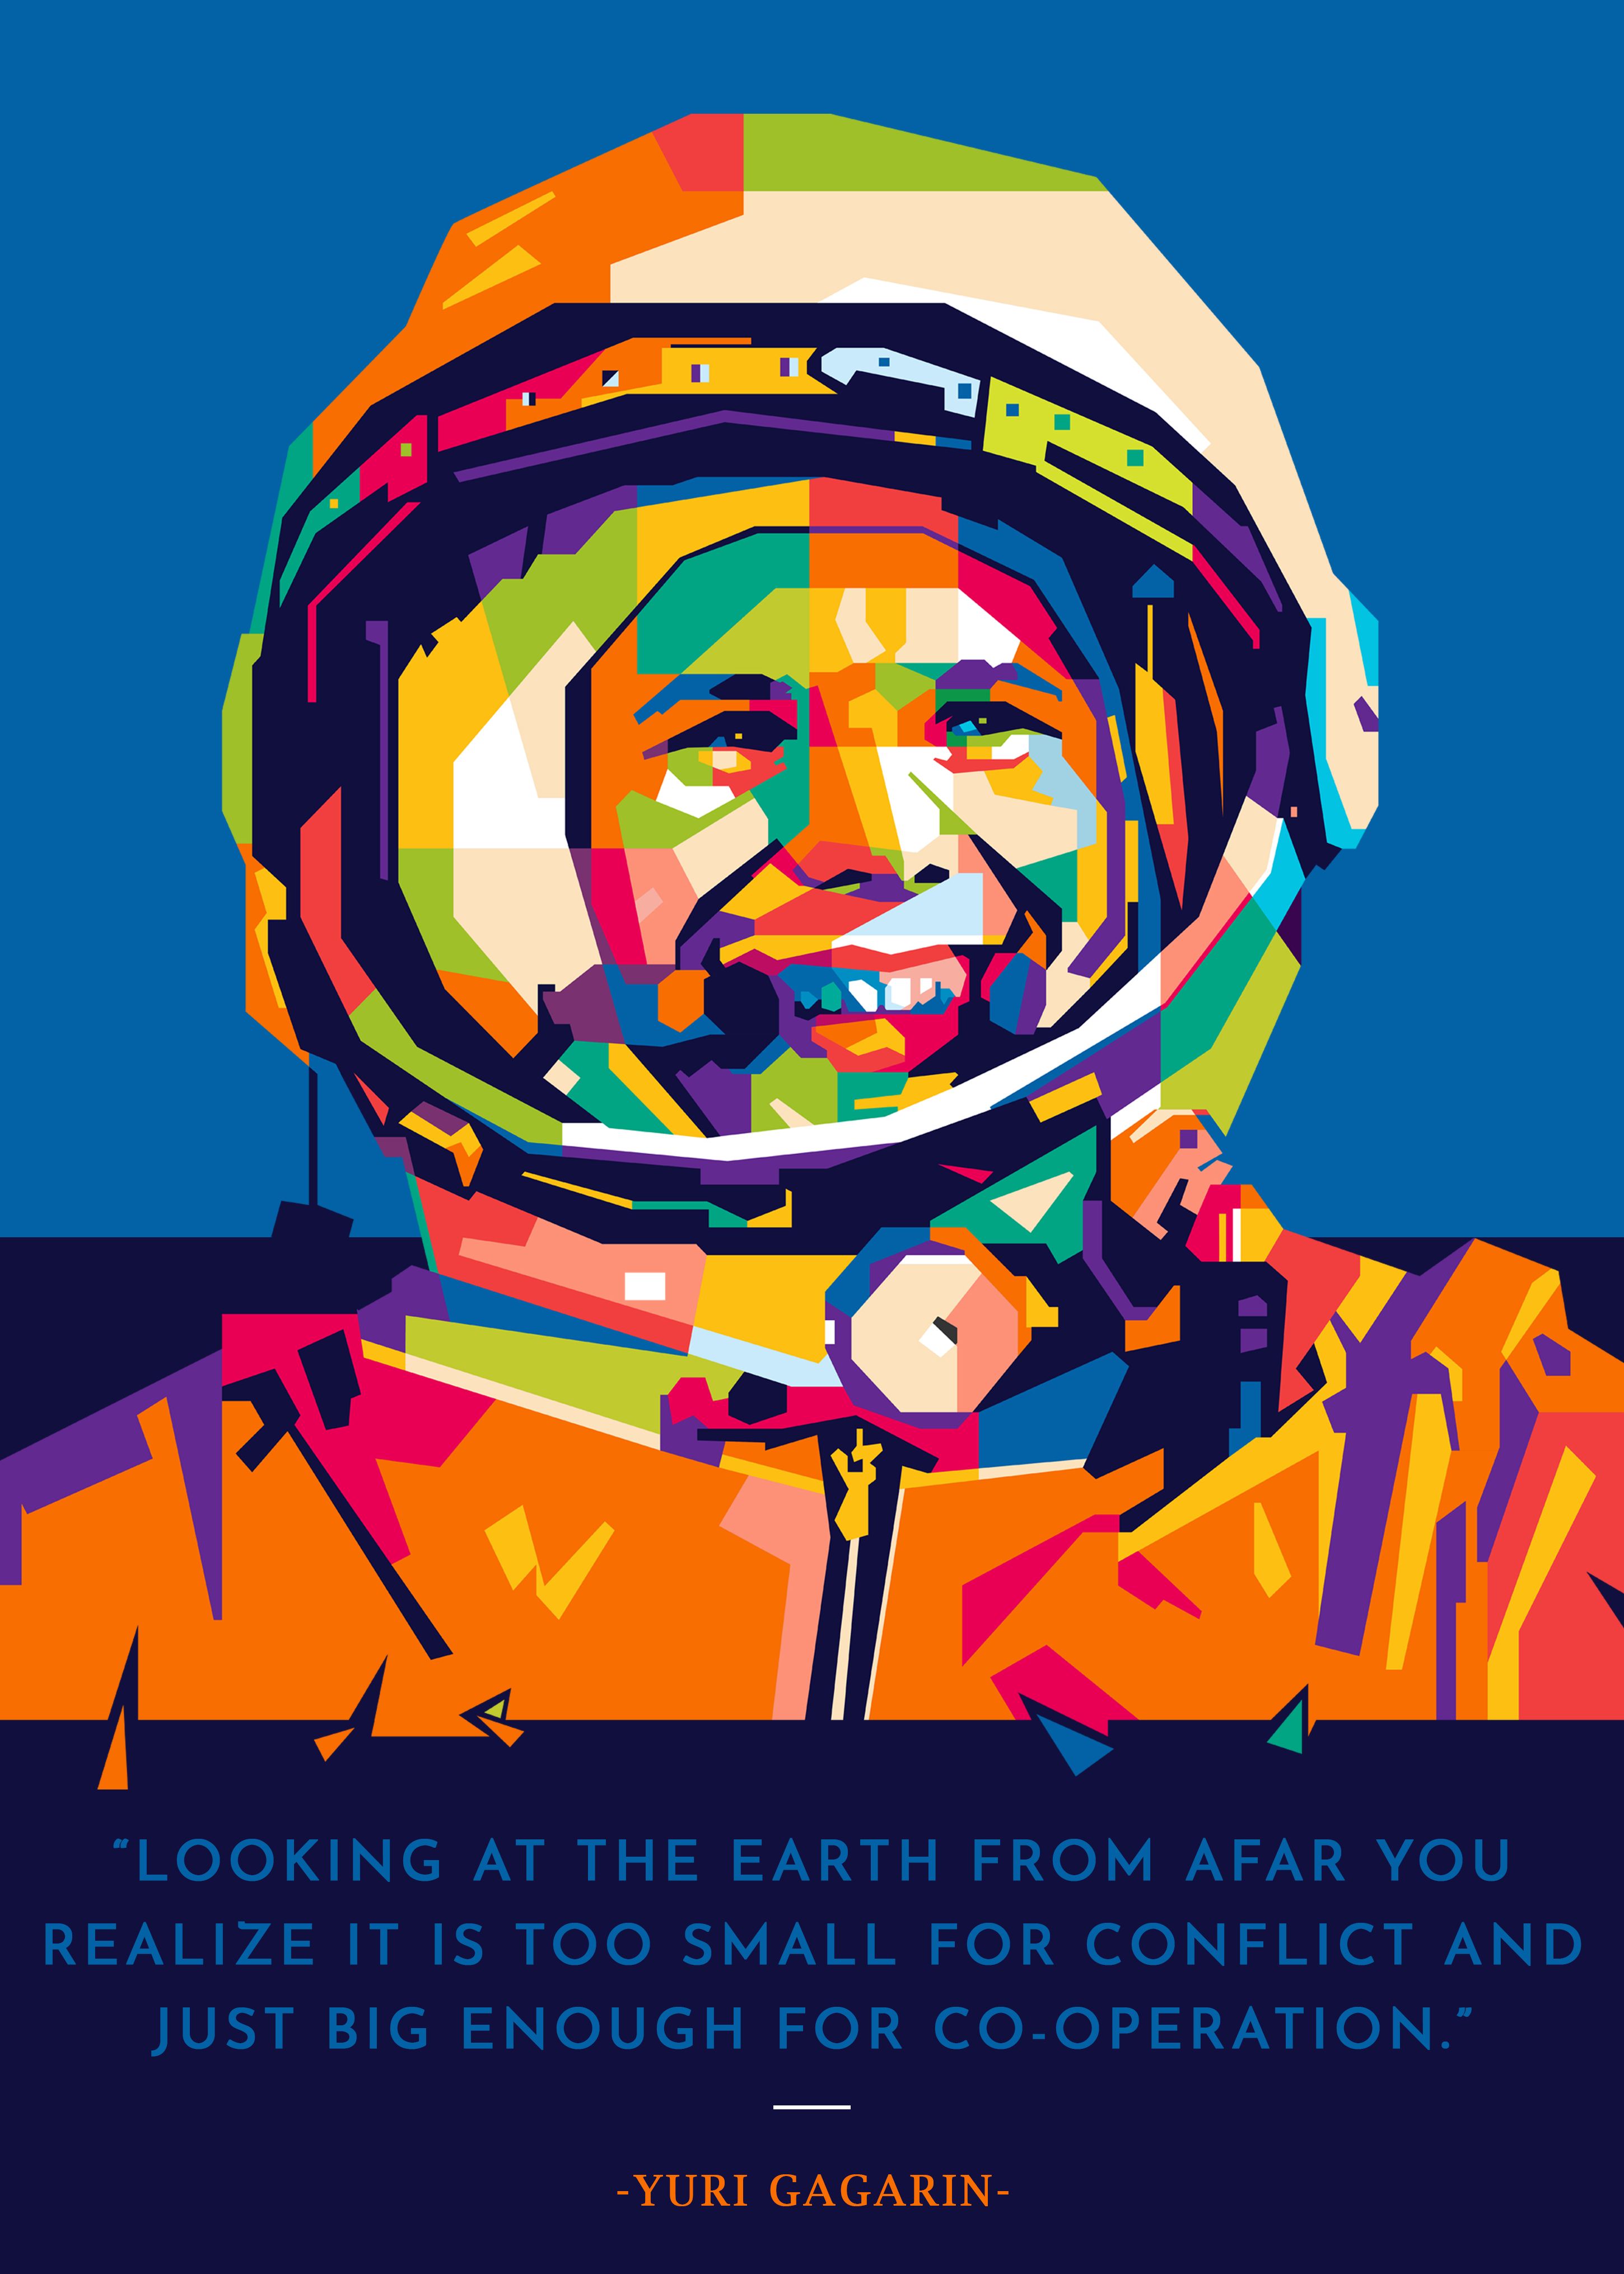 “LOOKING AT THE EARTH FROM AFAR YOU
REALIZE IT IS TOO SMALL FOR CONFLICT AND
JUST BIG ENOUGH FOR CO-OPERATION.”
-YURI GAGARIN-